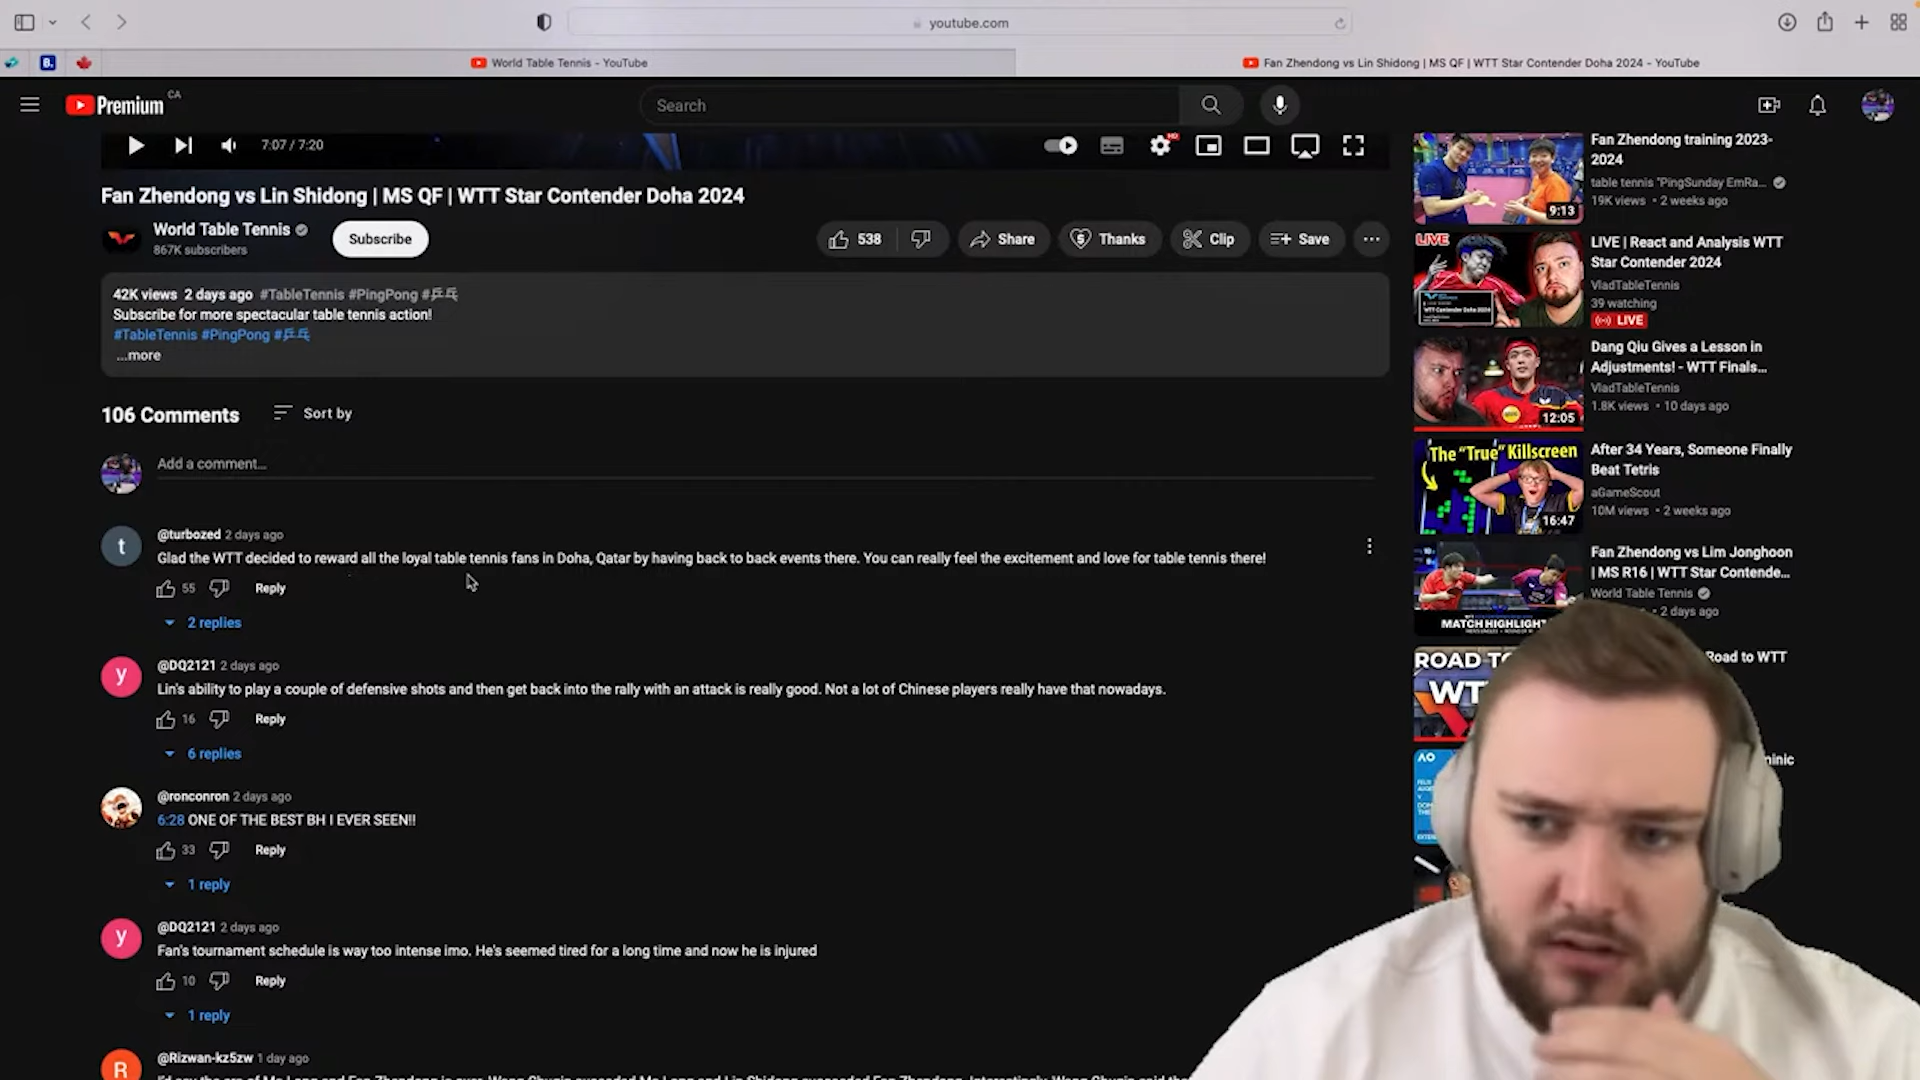 youtube.com
B.
World Table Tennis - YouTube
Fan Zhendong vs Lin Shidong | MS QF | WTT Star Contender Doha 2024 - YouTube
Premium CA
Search
7:07 / 7:20
HD
Fan Zhendong vs Lin Shidong | MS QF | WTT Star Contender Doha 2024
World Table Tennis
867K subscribers
Subscribe
538
Share
Thanks
Clip
Save
42K views 2 days ago #TableTennis #PingPong #乒乓
Subscribe for more spectacular table tennis action!
#TableTennis #PingPong #乒乓
...more
106 Comments
Sort by
Add a comment...
t
@turbozed 2 days ago
Glad the WTT decided to reward all the loyal table tennis fans in Doha, Qatar by having back to back events there. You can really feel the excitement and love for table tennis there!
55
Reply
2 replies
y
@DQ2121 2 days ago
Lin's ability to play a couple of defensive shots and then get back into the rally with an attack is really good. Not a lot of Chinese players really have that nowadays.
16
Reply
6 replies
@ronconron 2 days ago
6:28 ONE OF THE BEST BH I EVER SEEN!!
33
Reply
1 reply
y
@DQ2121 2 days ago
Fan's tournament schedule is way too intense imo. He's seemed tired for a long time and now he is injured
10
Reply
1 reply
R
@Rizwan-kz5zw 1 day ago
Fan Zhendong training 2023-
2024
table tennis "PingSunday EmRa...
19K views • 2 weeks ago
9:13
LIVE
LIVE | React and Analysis WTT
Star Contender 2024
VladTableTennis
39 watching
LIVE
Dang Qiu Gives a Lesson in
Adjustments! - WTT Finals...
VladTableTennis
1.8K views • 10 days ago
12:05
The "True" Killscreen
After 34 Years, Someone Finally
Beat Tetris
aGameScout
10M views • 2 weeks ago
16:47
Fan Zhendong vs Lim Jonghoon
| MS R16 | WTT Star Contende...
World Table Tennis
2 days ago
MATCH HIGHLIGHT
ROAD TO
WT
Road to WTT
AO